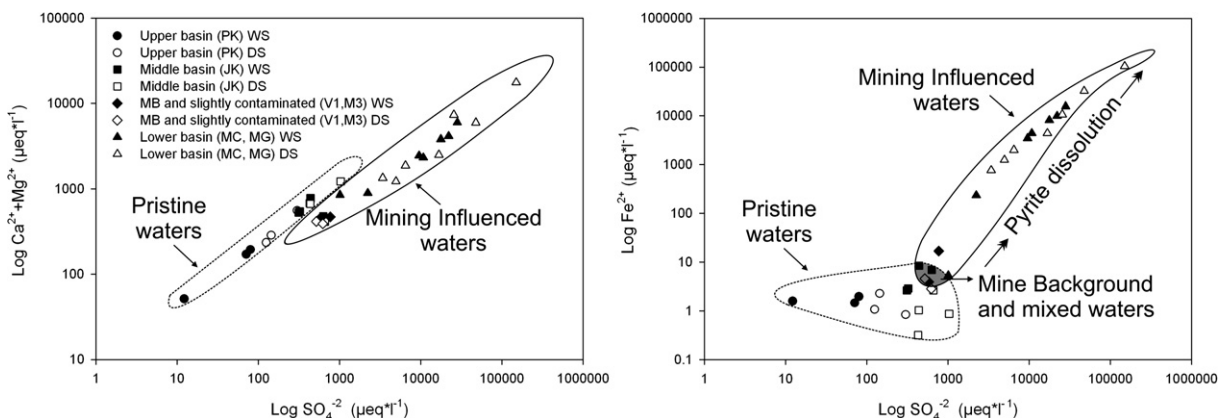 100000
10000
1000
100
10
Log Ca²⁺+Mg²⁺ (µeq*l⁻¹)
● Upper basin (PK) WS
○ Upper basin (PK) DS
■ Middle basin (JK) WS
□ Middle basin (JK) DS
◆ MB and slightly contaminated (V1,M3) WS
◇ MB and slightly contaminated (V1,M3) DS
▲ Lower basin (MC, MG) WS
△ Lower basin (MC, MG) DS
Pristine
waters
Mining Influenced
waters
1 10 100 1000 10000 100000 1000000
Log SO₄⁻² (µeq*l⁻¹)
1000000
100000
10000
1000
100
10
1
0.1
Log Fe²⁺ (µeq*l⁻¹)
Mining Influenced
waters
Pyrite dissolution
Pristine
waters
Mine Background
and mixed waters
1 10 100 1000 10000 100000 1000000
Log SO₄⁻² (µeq*l⁻¹)